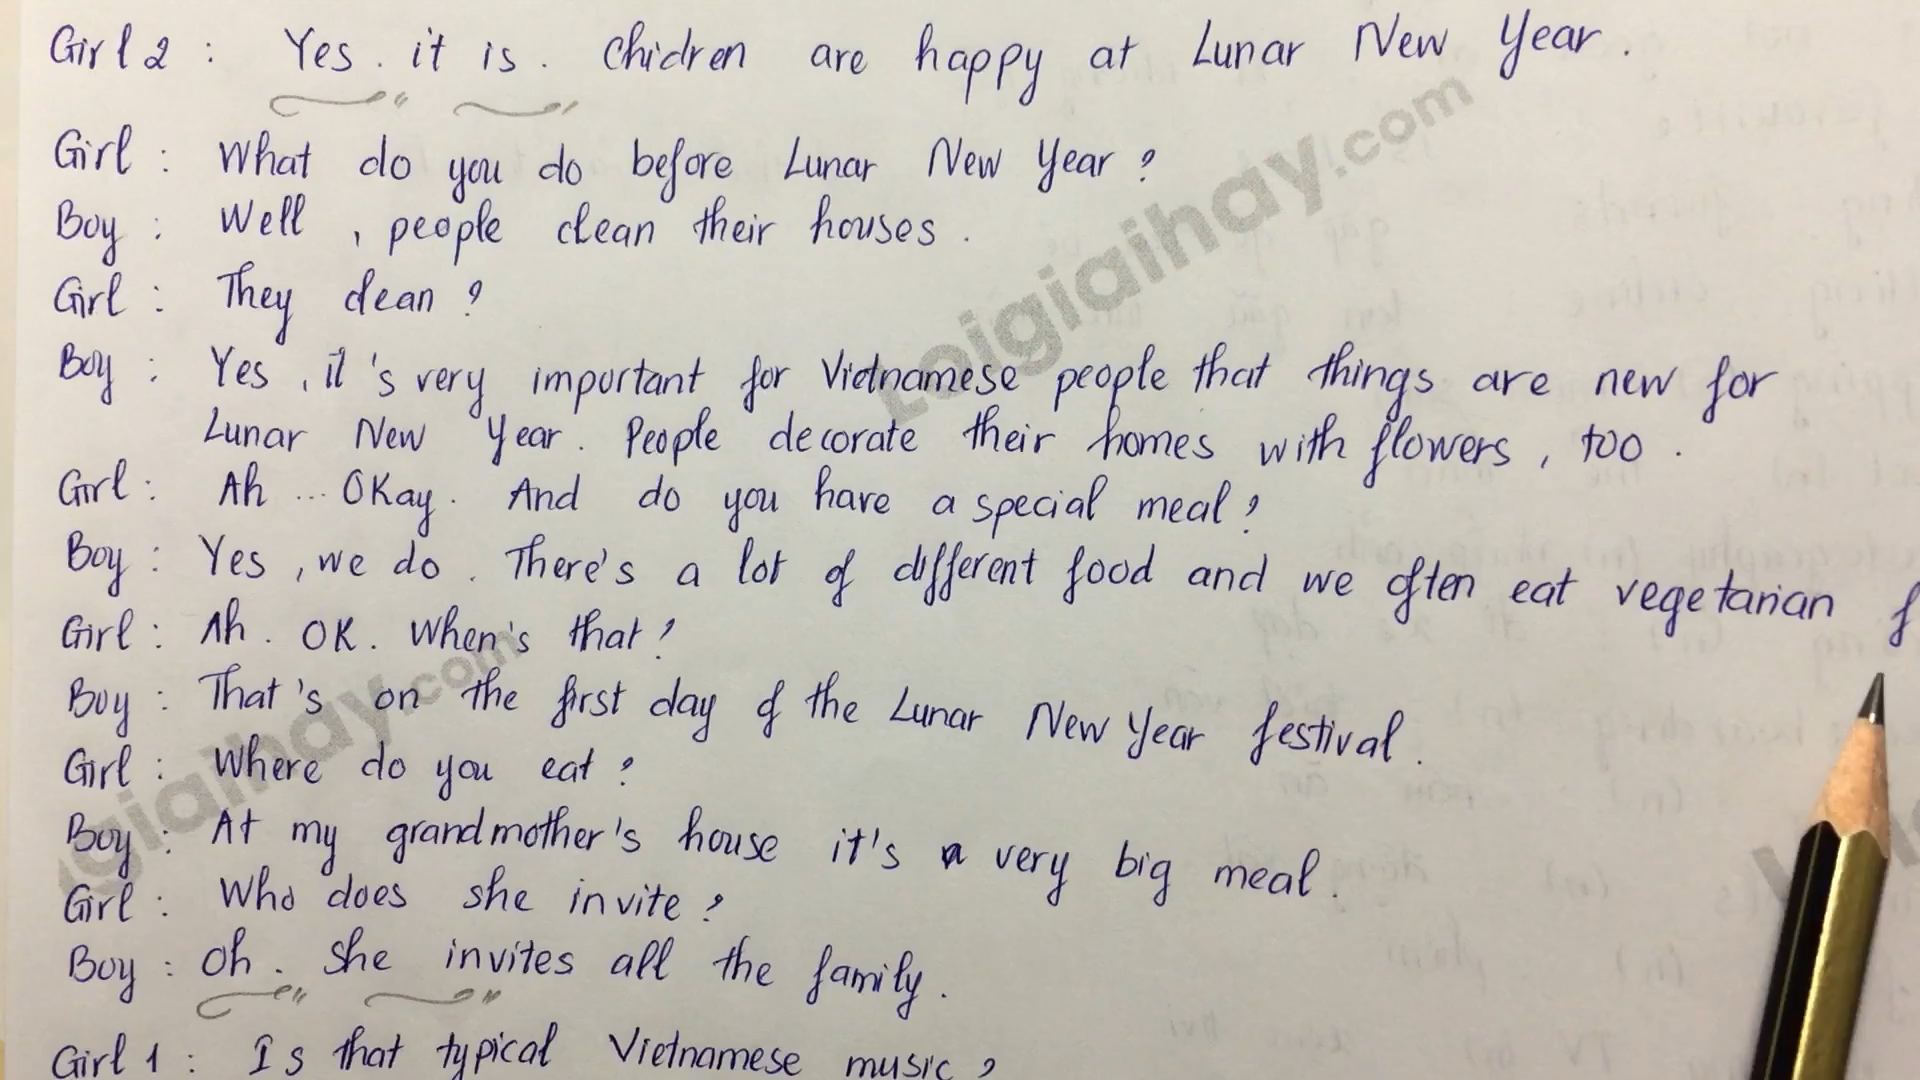 Girl 2 : Yes . it is . Chidren are happy at Lunar New Year .
Girl : What do you do before Lunar New Year ?
Boy : Well , people clean their houses .
Girl : They clean ?
Boy : Yes , it 's very important for Vietnamese people that things are new for
Lunar New Year . People decorate their homes with flowers , too .
Girl : Ah ... Okay . And do you have a special meal ?
Boy : Yes , we do . There's a lot of different food and we often eat vegetarian f
Girl : Ah . OK . When's that ?
Boy : That 's on the first day of the Lunar New Year festival .
Girl : Where do you eat ?
Boy : At my grandmother's house it's a very big meal .
Girl : Who does she invite ?
Boy : Oh . She invites all the family .
Girl 1 : Is that typical Vietnamese music ?
Loigiaihay.com
giaihay.com